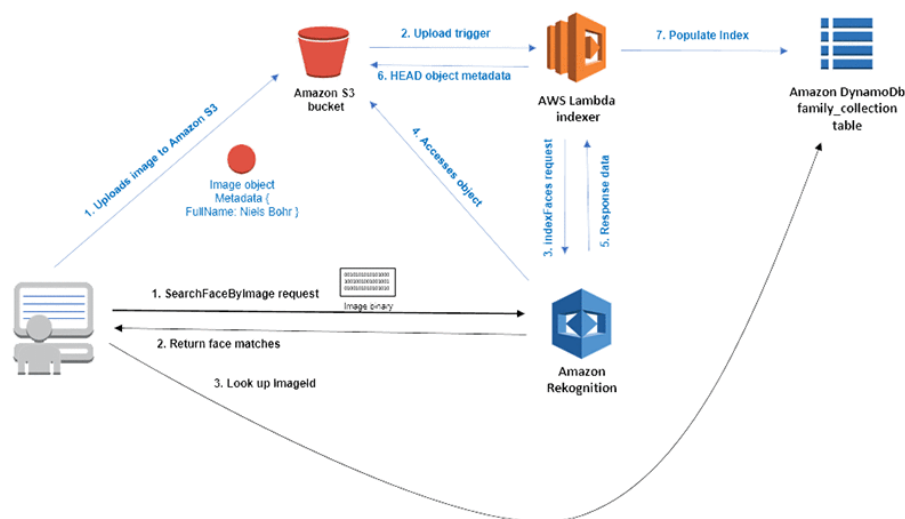 2. Upload trigger
7. Populate Index
6. HEAD object metadata
Amazon S3
bucket
AWS Lambda
indexer
Amazon DynamoDb
family_collection
table
1. Uploads image to Amazon S3
4. Accesses object
3. indexFaces request
5. Response data
Image object
Metadata {
FullName: Niels Bohr }
1. SearchFaceByImage request
Image binary
2. Return face matches
Amazon
Rekognition
3. Look up ImageId